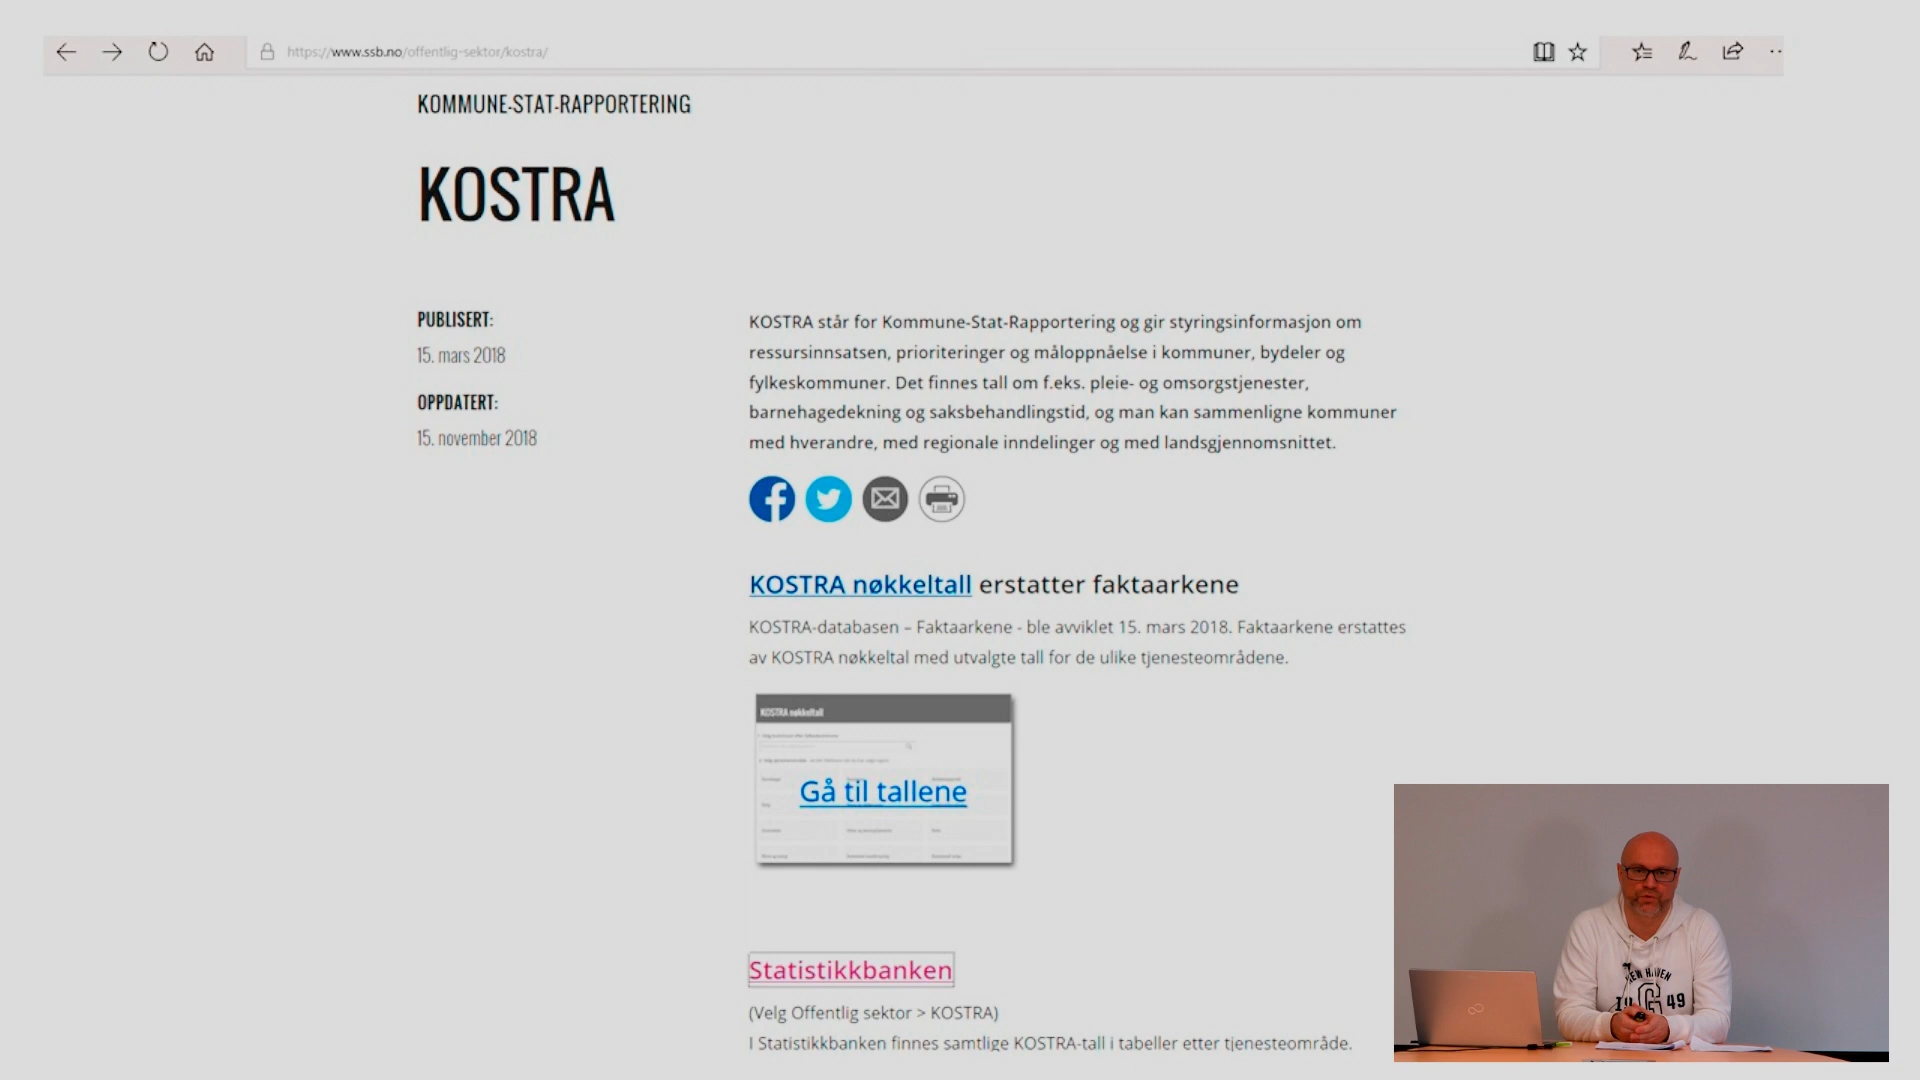 https://www.ssb.no/offentlig-sektor/kostra/
KOMMUNE-STAT-RAPPORTERING
KOSTRA
PUBLISERT:
15. mars 2018
OPPDATERT:
15. november 2018
KOSTRA står for Kommune-Stat-Rapportering og gir styringsinformasjon om
ressursinnsatsen, prioriteringer og måloppnåelse i kommuner, bydeler og
fylkeskommuner. Det finnes tall om f.eks. pleie- og omsorgstjenester,
barnehagedekning og saksbehandlingstid, og man kan sammenligne kommuner
med hverandre, med regionale inndelinger og med landsgjennomsnittet.
KOSTRA nøkkeltall erstatter faktaarkene
KOSTRA-databasen – Faktaarkene - ble avviklet 15. mars 2018. Faktaarkene erstattes
av KOSTRA nøkkeltal med utvalgte tall for de ulike tjenesteområdene.
KOSTRA nøkkeltall
Gå til tallene
Statistikkbanken
(Velg Offentlig sektor > KOSTRA)
I Statistikkbanken finnes samtlige KOSTRA-tall i tabeller etter tjenesteområde.
NEW HAVEN
19 G 49